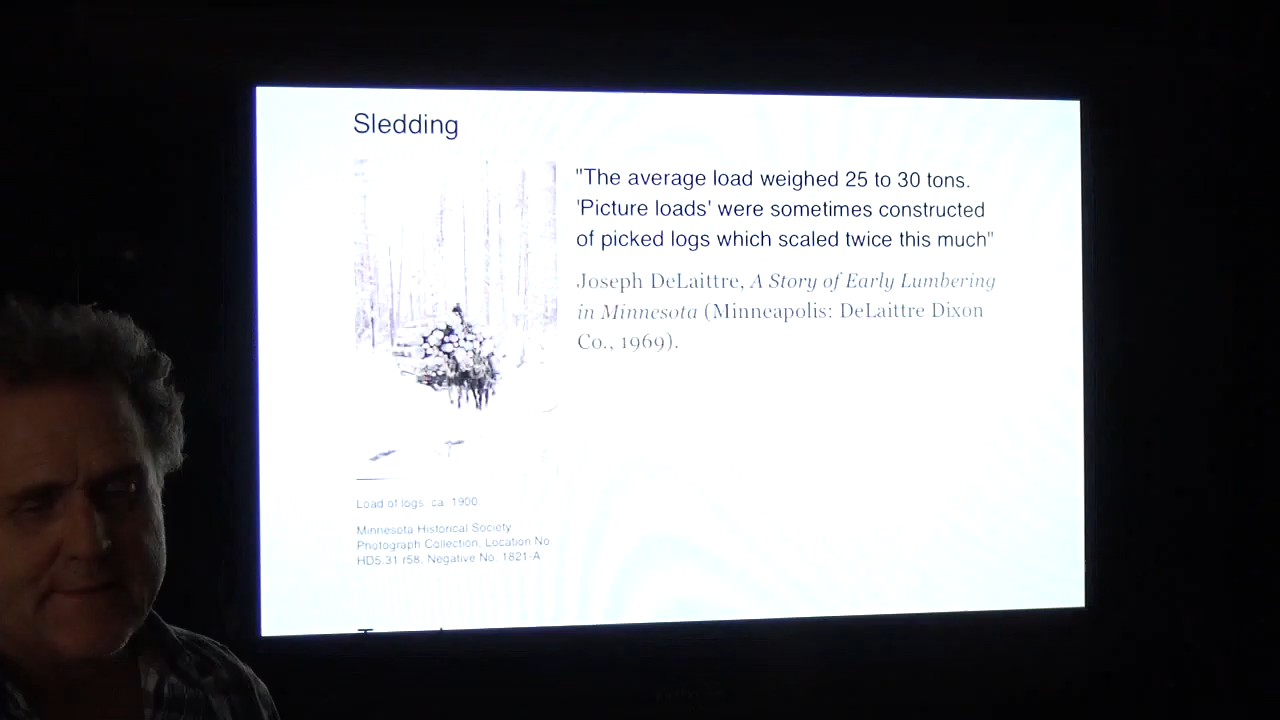 Sledding
"The average load weighed 25 to 30 tons.
'Picture loads' were sometimes constructed
of picked logs which scaled twice this much"
Joseph DeLaittre, A Story of Early Lumbering
in Minnesota (Minneapolis: DeLaittre Dixon
Co., 1969).
Load of logs, ca. 1900.
Minnesota Historical Society
Photograph Collection, Location No.
HD5.31 r58, Negative No. 1821-A